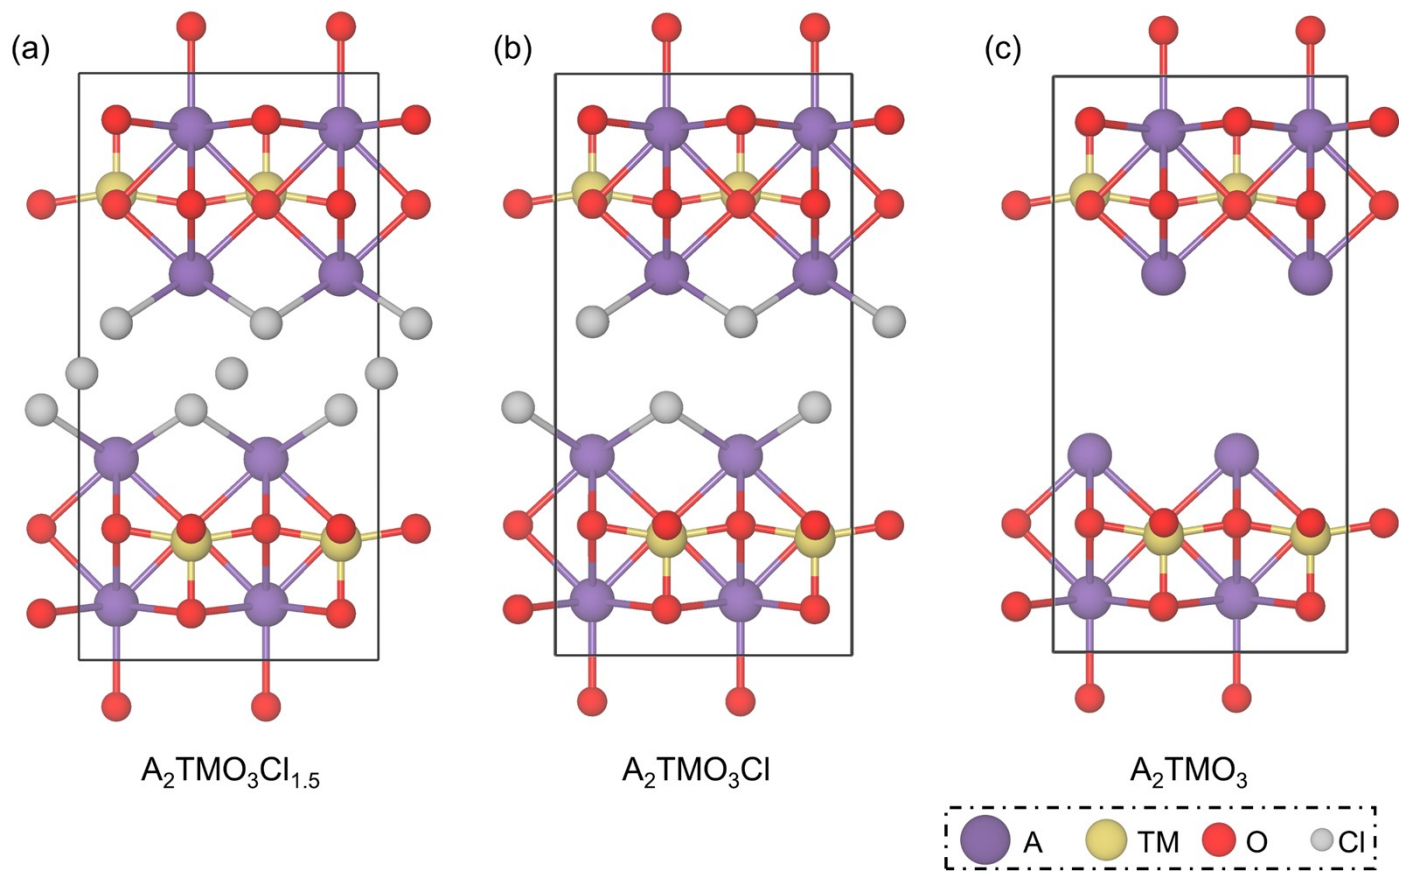 (a) (b) (c)
A₂TMO₃Cl₁.₅ A₂TMO₃Cl A₂TMO₃
A TM O Cl